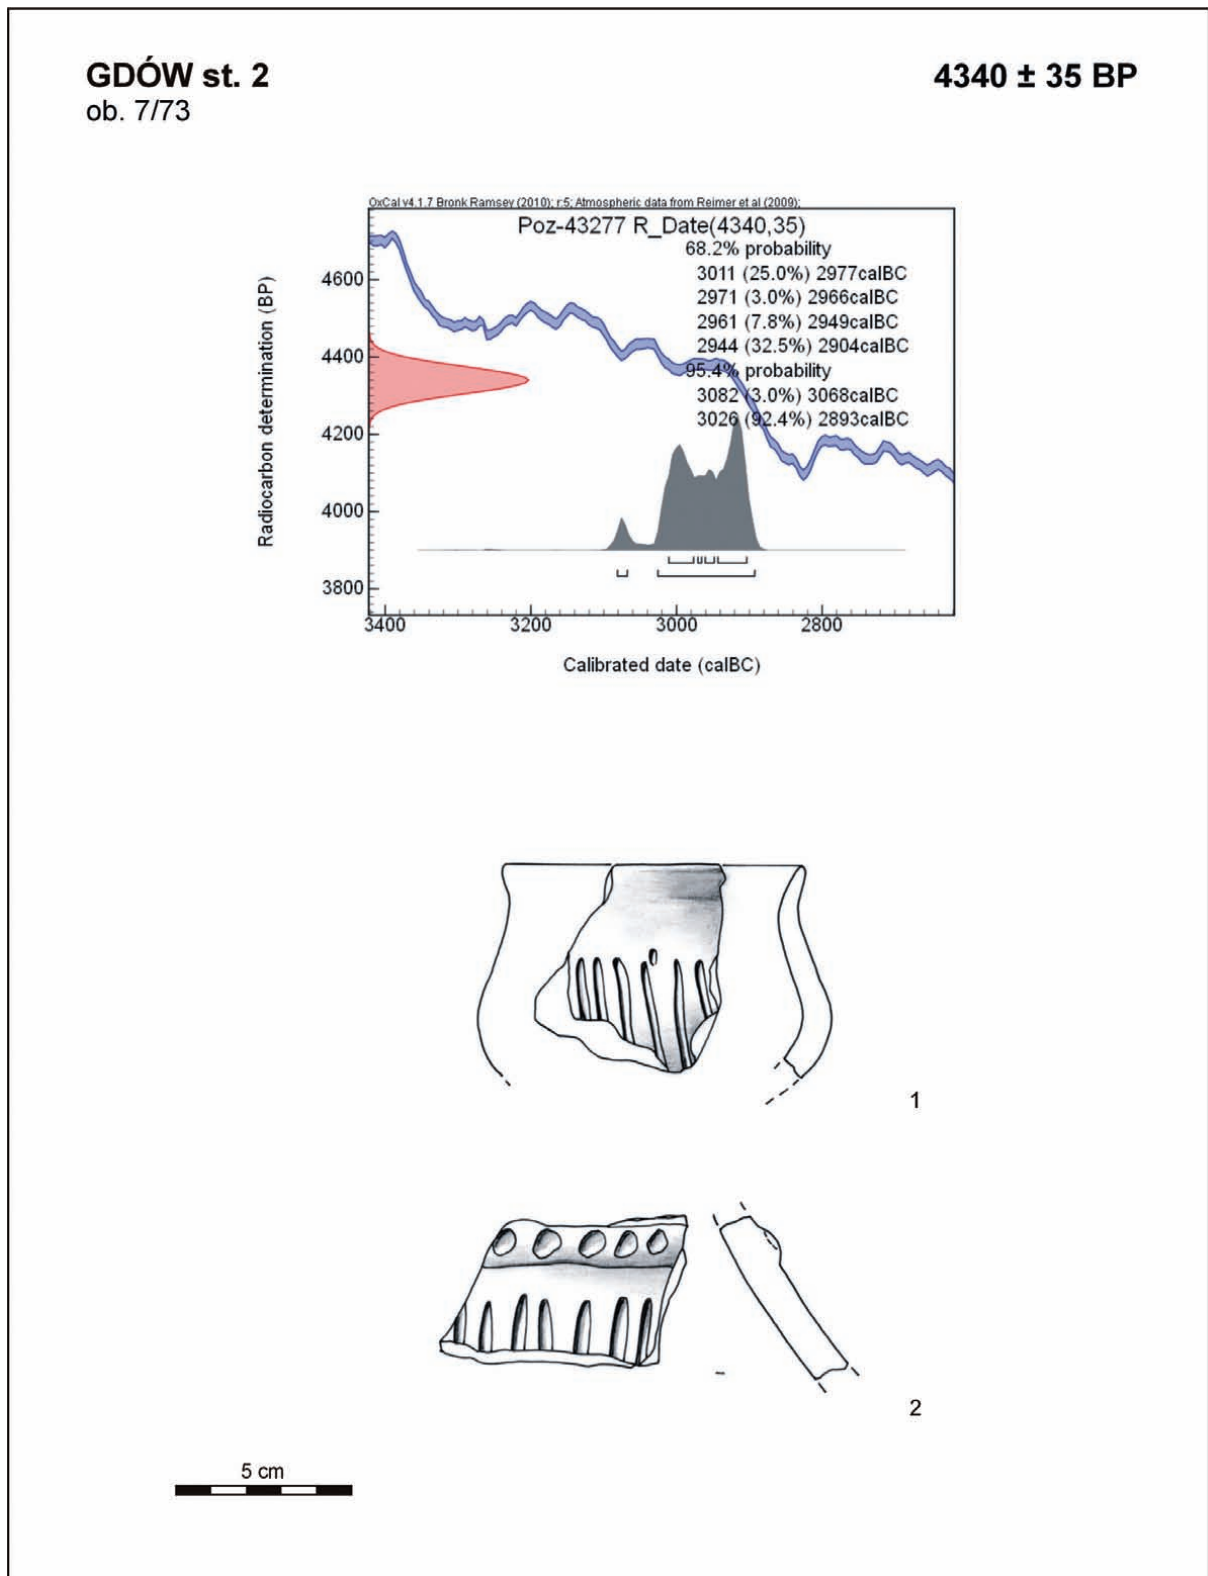 GDÓW st. 2
4340 ± 35 BP
ob. 7/73
OxCal v4.1.7 Bronk Ramsey (2010); r:5; Atmospheric data from Reimer et al (2009);
Poz-43277 R_Date(4340,35)
68.2% probability
3011 (25.0%) 2977calBC
2971 (3.0%) 2966calBC
2961 (7.8%) 2949calBC
2944 (32.5%) 2904calBC
95.4% probability
3082 (3.0%) 3068calBC
3026 (92.4%) 2893calBC
Radiocarbon determination (BP)
4600
4400
4200
4000
3800
3400 3200 3000 2800
Calibrated date (calBC)
1
2
5 cm